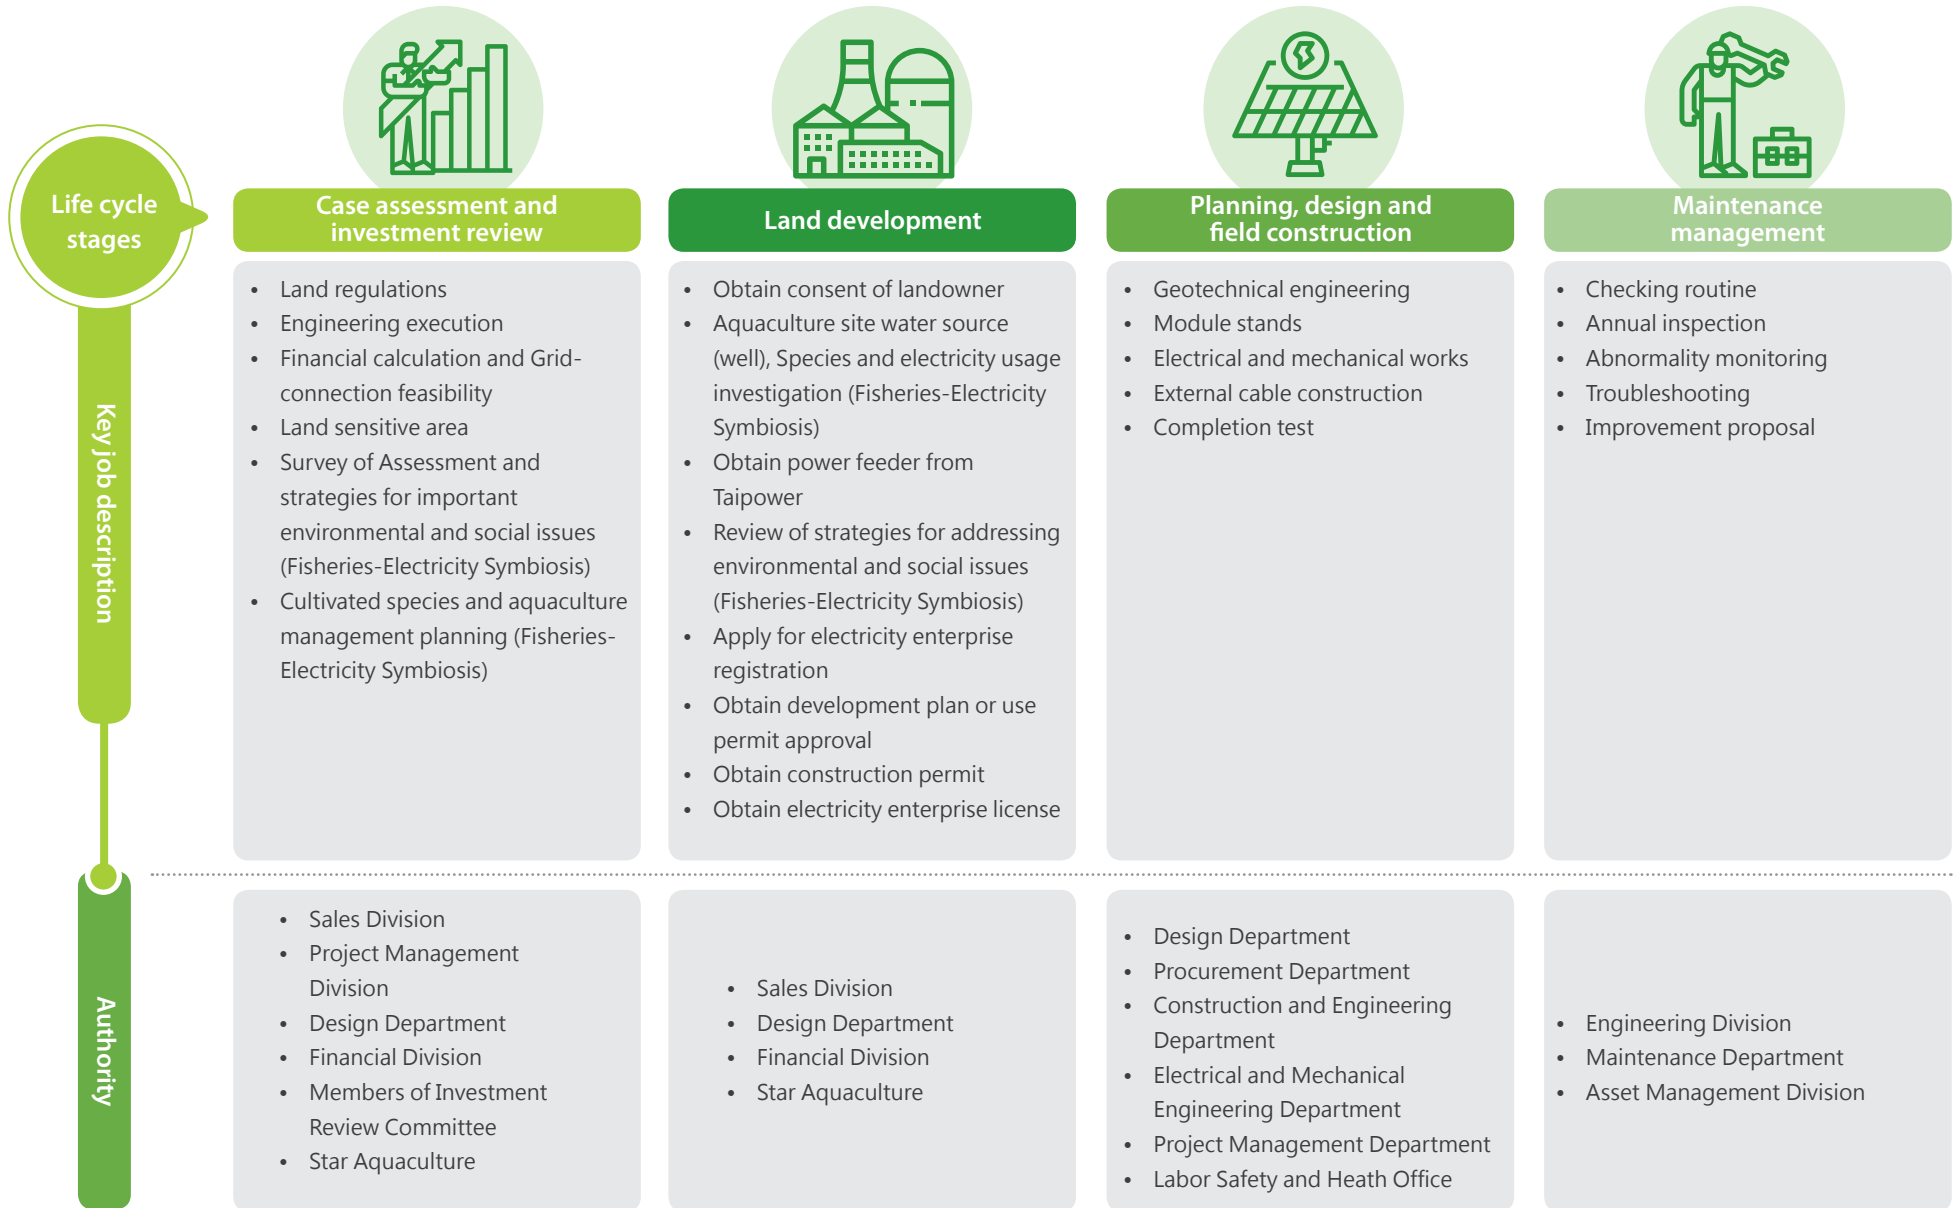 Life cycle
stages
Case assessment and
investment review
Land development
Planning, design and
field construction
Maintenance
management
Key job description
• Land regulations
• Engineering execution
• Financial calculation and Grid-
connection feasibility
• Land sensitive area
• Survey of Assessment and
strategies for important
environmental and social issues
(Fisheries-Electricity Symbiosis)
• Cultivated species and aquaculture
management planning (Fisheries-
Electricity Symbiosis)
• Obtain consent of landowner
• Aquaculture site water source
(well), Species and electricity usage
investigation (Fisheries-Electricity
Symbiosis)
• Obtain power feeder from
Taipower
• Review of strategies for addressing
environmental and social issues
(Fisheries-Electricity Symbiosis)
• Apply for electricity enterprise
registration
• Obtain development plan or use
permit approval
• Obtain construction permit
• Obtain electricity enterprise license
• Geotechnical engineering
• Module stands
• Electrical and mechanical works
• External cable construction
• Completion test
• Checking routine
• Annual inspection
• Abnormality monitoring
• Troubleshooting
• Improvement proposal
Authority
• Sales Division
• Project Management
Division
• Design Department
• Financial Division
• Members of Investment
Review Committee
• Star Aquaculture
• Sales Division
• Design Department
• Financial Division
• Star Aquaculture
• Design Department
• Procurement Department
• Construction and Engineering
Department
• Electrical and Mechanical
Engineering Department
• Project Management Department
• Labor Safety and Heath Office
• Engineering Division
• Maintenance Department
• Asset Management Division